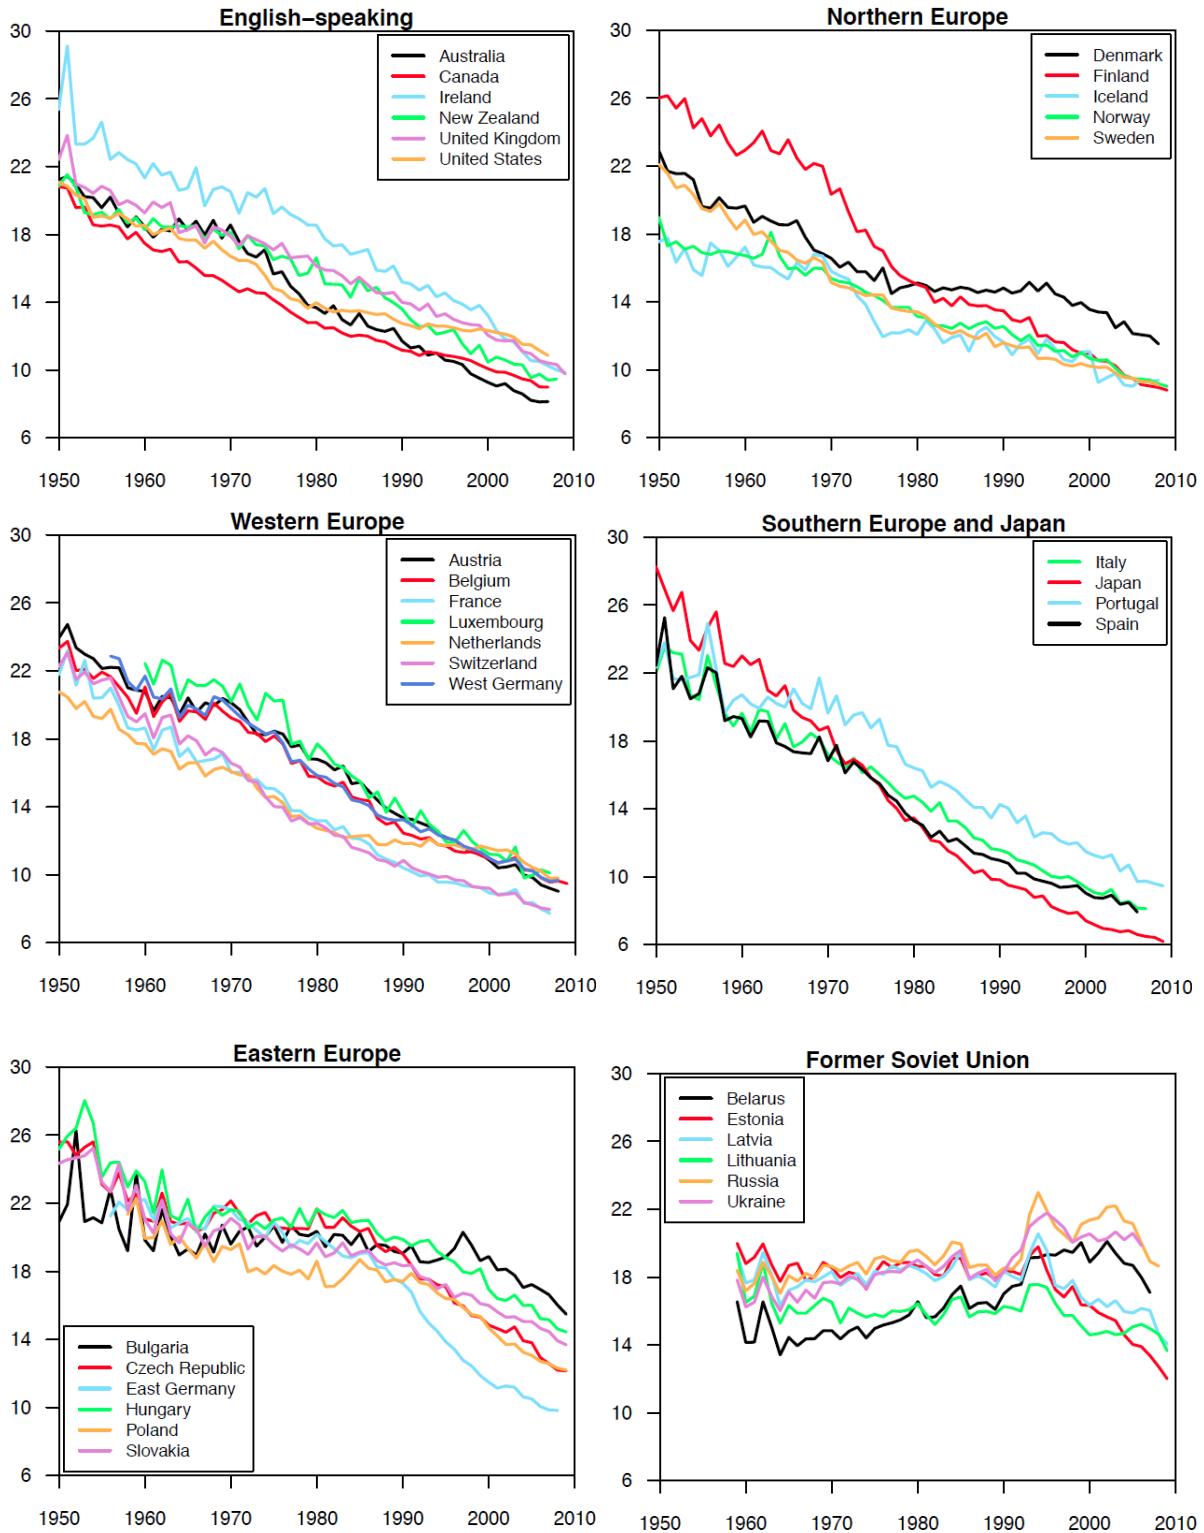 English−speaking
30
26
22
18
14
10
6
Australia
Canada
Ireland
New Zealand
United Kingdom
United States
1950 1960 1970 1980 1990 2000 2010
Northern Europe
30
26
22
18
14
10
6
Denmark
Finland
Iceland
Norway
Sweden
1950 1960 1970 1980 1990 2000 2010
Western Europe
30
26
22
18
14
10
6
Austria
Belgium
France
Luxembourg
Netherlands
Switzerland
West Germany
1950 1960 1970 1980 1990 2000 2010
Southern Europe and Japan
30
26
22
18
14
10
6
Italy
Japan
Portugal
Spain
1950 1960 1970 1980 1990 2000 2010
Eastern Europe
30
26
22
18
14
10
6
Bulgaria
Czech Republic
East Germany
Hungary
Poland
Slovakia
1950 1960 1970 1980 1990 2000 2010
Former Soviet Union
30
26
22
18
14
10
6
Belarus
Estonia
Latvia
Lithuania
Russia
Ukraine
1950 1960 1970 1980 1990 2000 2010